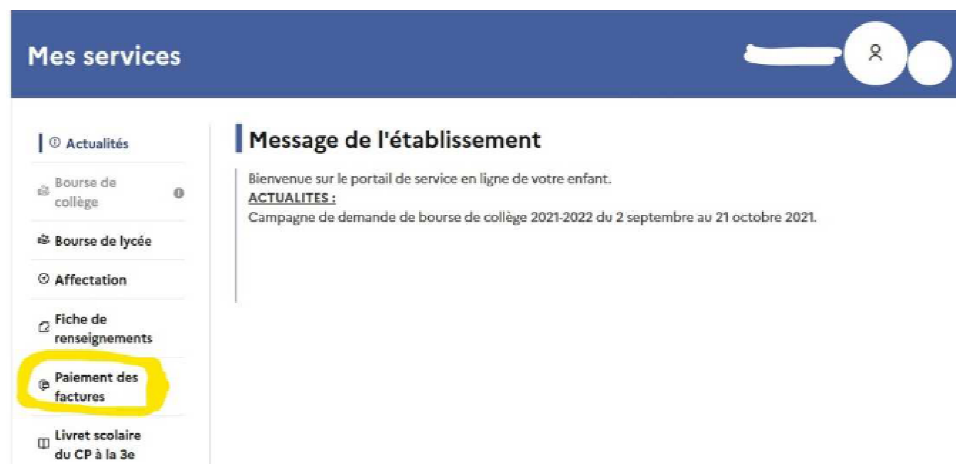 Mes services
Actualités
Bourse de
collège
Bourse de lycée
Affectation
Fiche de
renseignements
Paiement des
factures
Livret scolaire
du CP à la 3e
Message de l'établissement
Bienvenue sur le portail de service en ligne de votre enfant.
ACTUALITES :
Campagne de demande de bourse de collège 2021-2022 du 2 septembre au 21 octobre 2021.